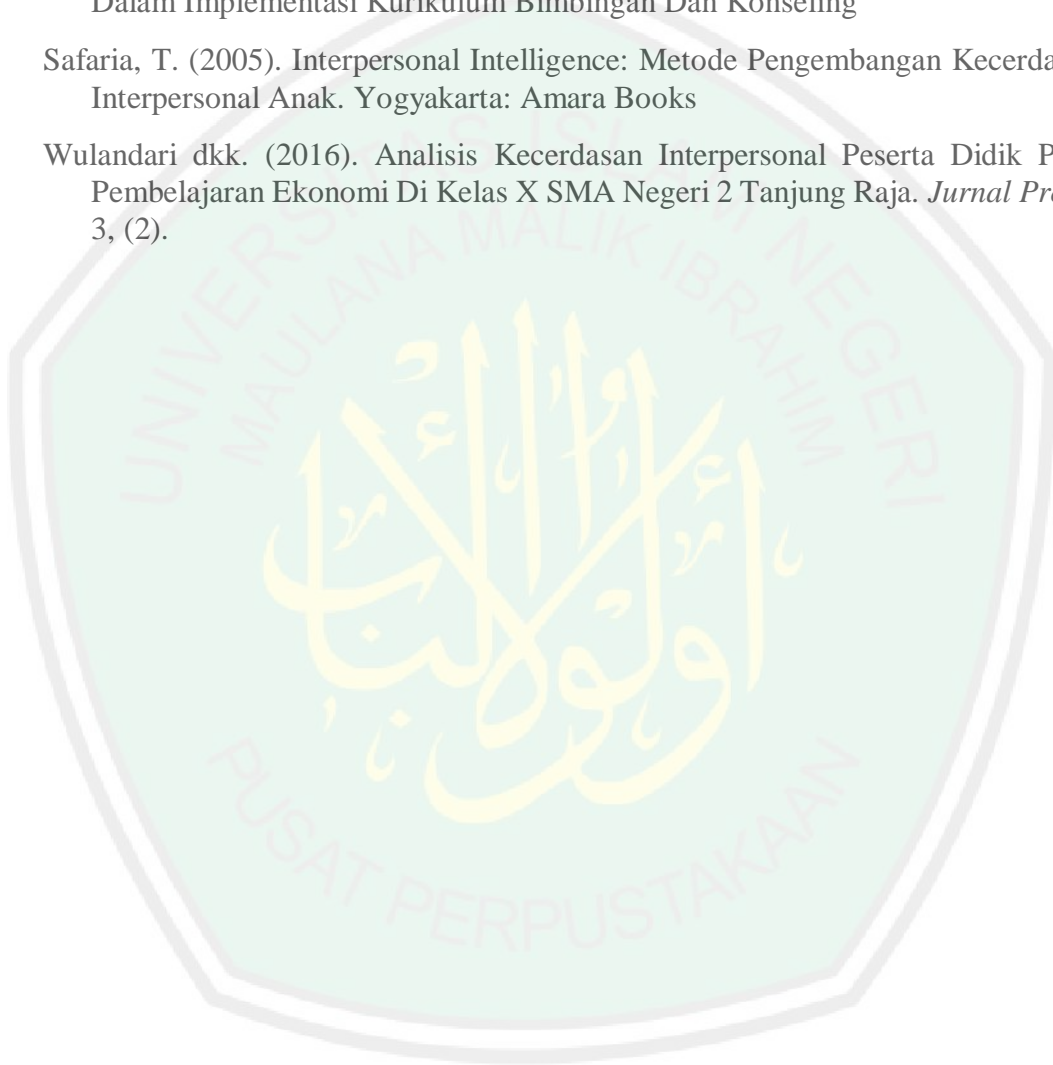 Dalam Implementasi Kurikulum Bimbingan Dan Konseling
Safaria, T. (2005). Interpersonal Intelligence: Metode Pengembangan Kecerda
Interpersonal Anak. Yogyakarta: Amara Books
Wulandari dkk. (2016). Analisis Kecerdasan Interpersonal Peserta Didik P
Pembelajaran Ekonomi Di Kelas X SMA Negeri 2 Tanjung Raja. Jurnal Pro
3, (2).
UNIVERSITAS ISLAM NEGERI
MAULANA MALIK IBRAHIM
أولو الألباب
PUSAT PERPUSTAKAAN